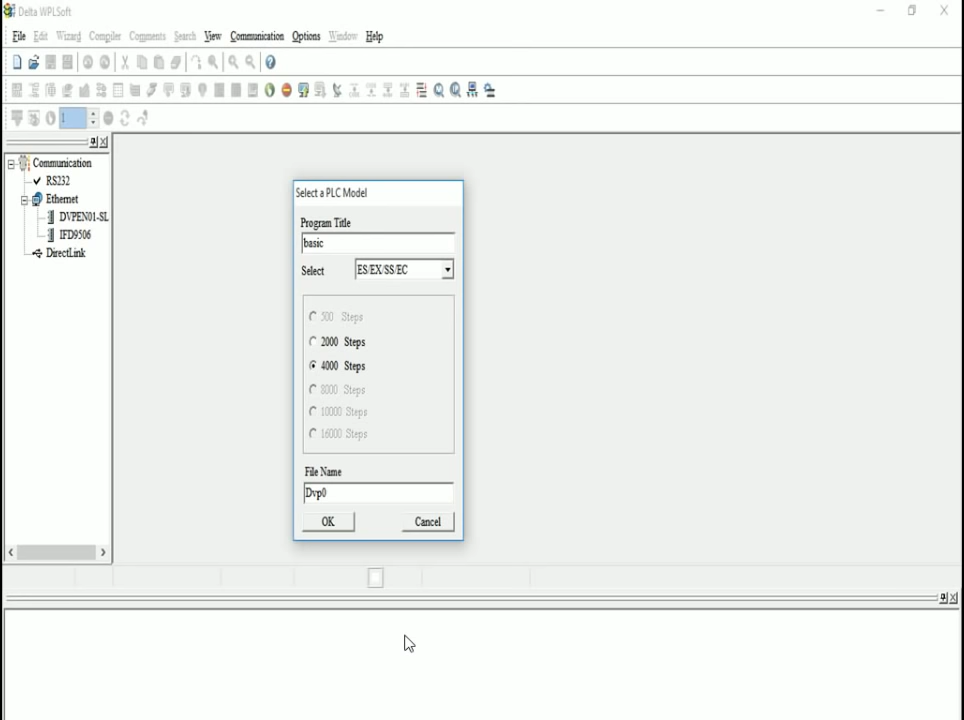 Delta WPLSoft
File Edit Wizard Compiler Comments Search View Communication Options Window Help
1
Communication
RS232
Ethernet
DVPEN01-SL
IFD9506
DirectLink
Select a PLC Model
Program Title
basic
Select ES/EX/SS/EC
500 Steps
2000 Steps
4000 Steps
8000 Steps
10000 Steps
16000 Steps
File Name
Dvp0
OK Cancel